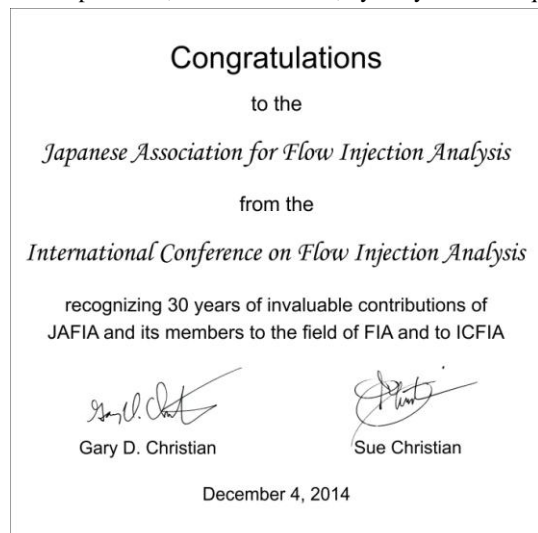 Congratulations
to the
Japanese Association for Flow Injection Analysis
from the
International Conference on Flow Injection Analysis
recognizing 30 years of invaluable contributions of
JAFIA and its members to the field of FIA and to ICFIA
Gary D. Christian
Gary D. Christian Sue Christian
December 4, 2014